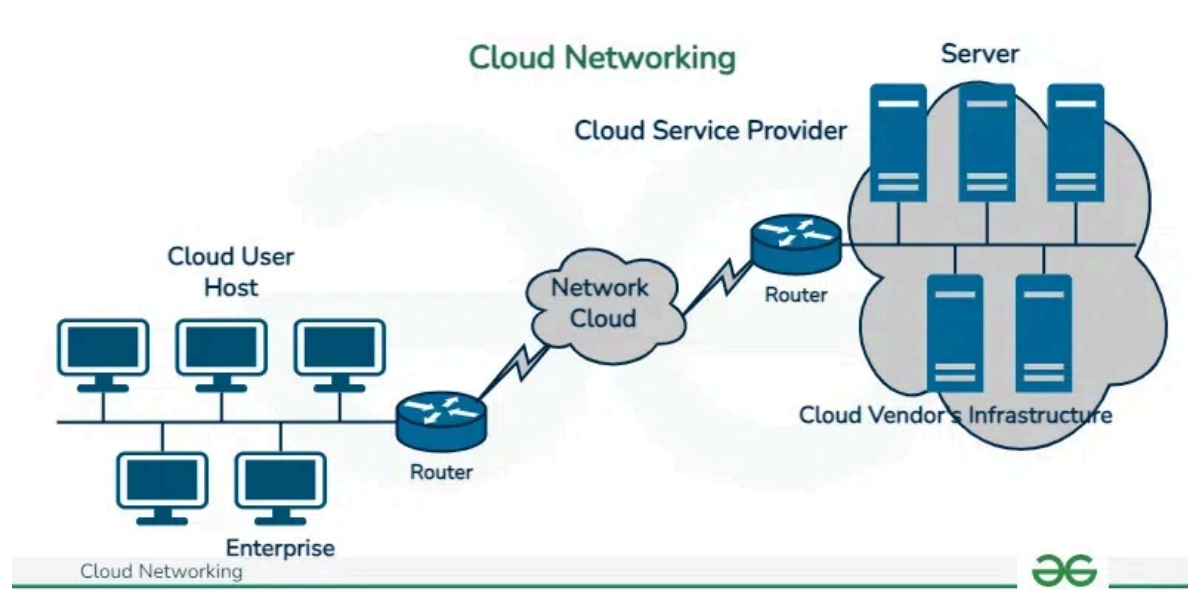 Cloud Networking
Server
Cloud Service Provider
Cloud User
Host
Network
Cloud
Router
Cloud Vendor's Infrastructure
Router
Enterprise
Cloud Networking